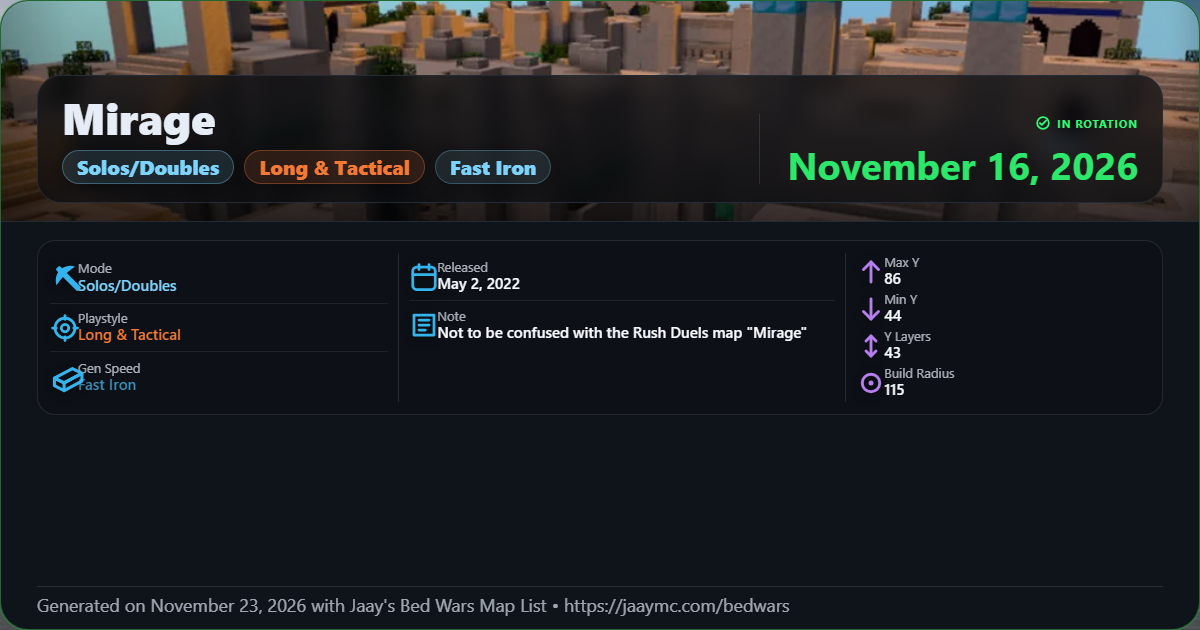 Mirage
Solos/Doubles
Long & Tactical
Fast Iron
IN ROTATION
November 16, 2026
Mode
Solos/Doubles
Playstyle
Long & Tactical
Gen Speed
Fast Iron
Released
May 2, 2022
Note
Not to be confused with the Rush Duels map "Mirage"
Max Y
86
Min Y
44
Y Layers
43
Build Radius
115
Generated on November 23, 2026 with Jaay's Bed Wars Map List • https://jaaymc.com/bedwars